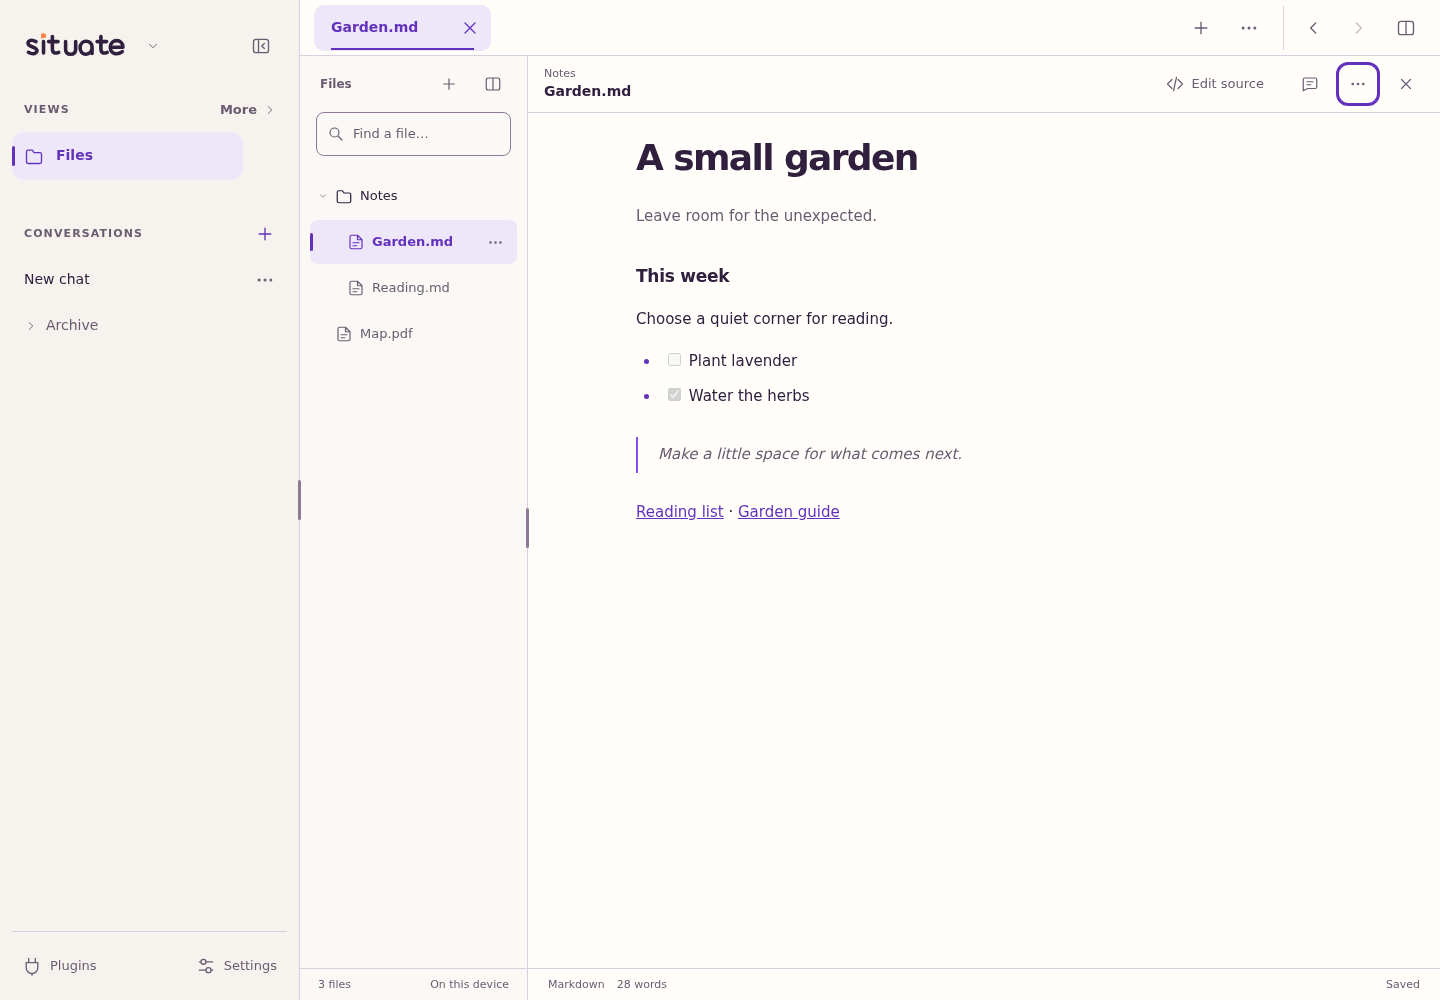 situate
VIEWS
More
Files
CONVERSATIONS
New chat
Archive
Plugins
Settings
Garden.md
Files
Find a file...
Notes
Garden.md
Reading.md
Map.pdf
3 files
On this device
Notes
Garden.md
Edit source
A small garden
Leave room for the unexpected.
This week
Choose a quiet corner for reading.
Plant lavender
Water the herbs
Make a little space for what comes next.
Reading list · Garden guide
Markdown
28 words
Saved